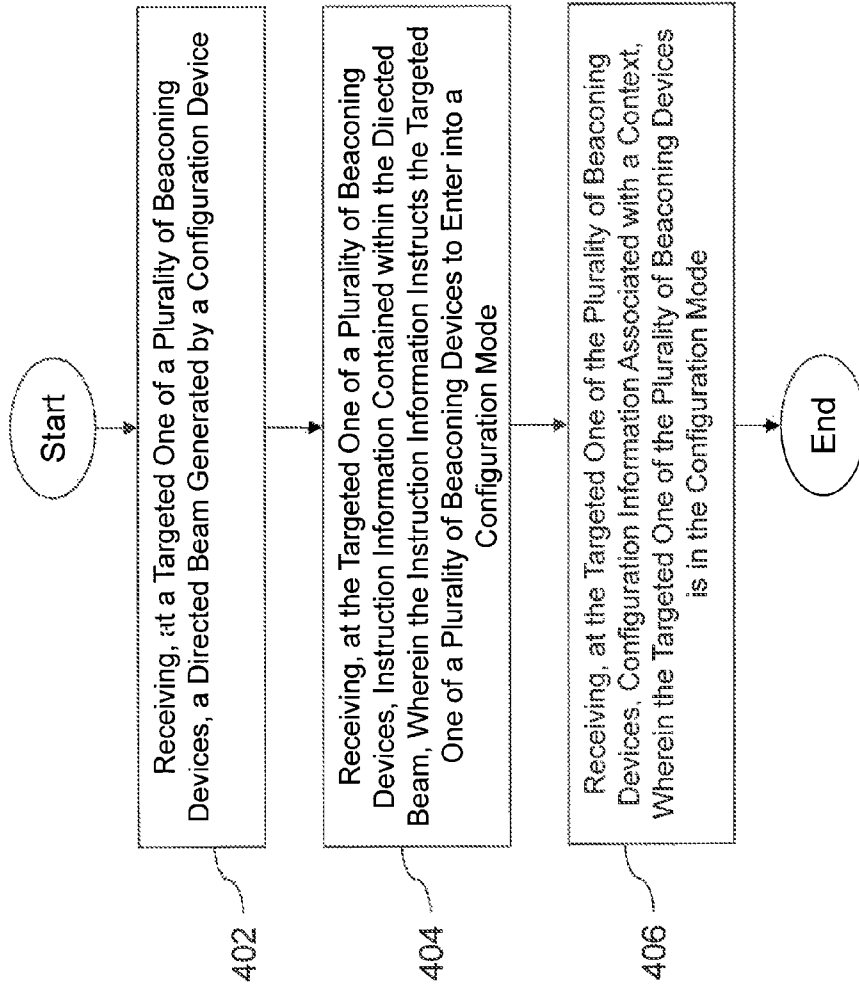 Start
Receiving, at a Targeted One of a Plurality of Beaconing
Devices, a Directed Beam Generated by a Configuration Device
402
Receiving, at the Targeted One of a Plurality of Beaconing
Devices, Instruction Information Contained within the Directed
Beam, Wherein the Instruction Information Instructs the Targeted
One of a Plurality of Beaconing Devices to Enter into a
Configuration Mode
404
Receiving, at the Targeted One of the Plurality of Beaconing
Devices, Configuration Information Associated with a Context,
Wherein the Targeted One of the Plurality of Beaconing Devices
is in the Configuration Mode
406
End